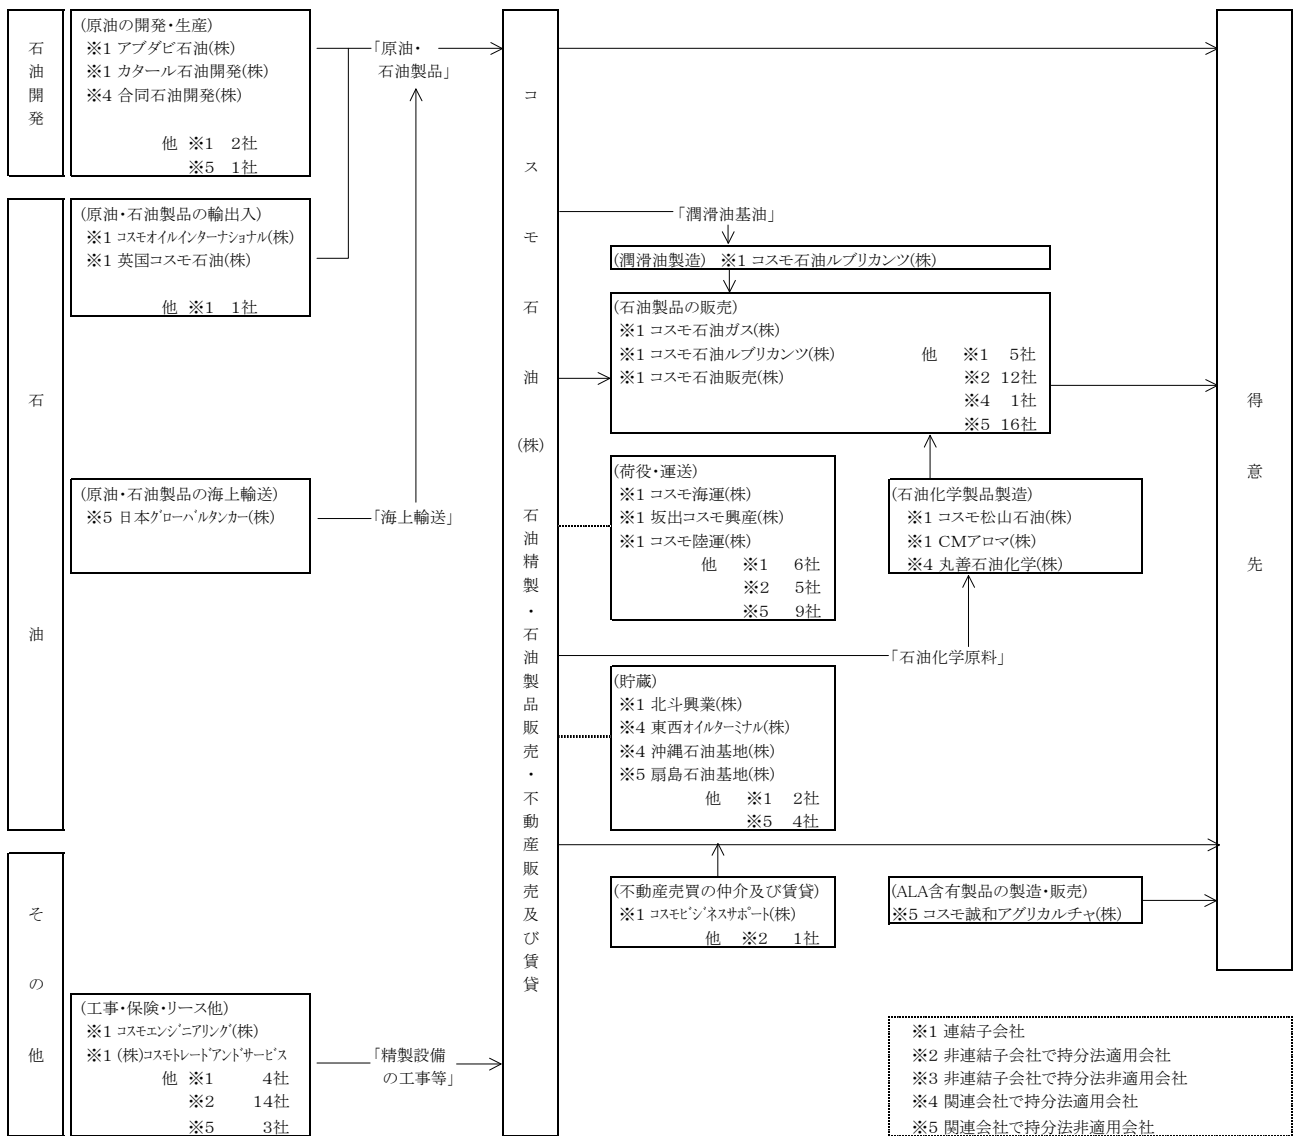 石油開発
(原油の開発・生産)
※1 アブダビ石油(株)
※1 カタール石油開発(株)
※4 合同石油開発(株)
他 ※1 2社
※5 1社
「原油・
石油製品」
石油
(原油・石油製品の輸出入)
※1 コスモオイルインターナショナル(株)
※1 英国コスモ石油(株)
他 ※1 1社
(原油・石油製品の海上輸送)
※5 日本グローバルタンカー(株)
「海上輸送」
その他
(工事・保険・リース他)
※1 コスモエンジニアリング(株)
※1 (株)コスモトレードアンドサービス
他 ※1 4社
※2 14社
※5 3社
「精製設備
の工事等」
コスモ石油(株)
石油精製・石油製品販売・不動産販売及び賃貸
「潤滑油基油」
(潤滑油製造) ※1 コスモ石油ルブリカンツ(株)
(石油製品の販売)
※1 コスモ石油ガス(株)
※1 コスモ石油ルブリカンツ(株) 他 ※1 5社
※1 コスモ石油販売(株) ※2 12社
※4 1社
※5 16社
(荷役・運送)
※1 コスモ海運(株)
※1 坂出コスモ興産(株)
※1 コスモ陸運(株)
他 ※1 6社
※2 5社
※5 9社
(石油化学製品製造)
※1 コスモ松山石油(株)
※1 CMアロマ(株)
※4 丸善石油化学(株)
「石油化学原料」
(貯蔵)
※1 北斗興業(株)
※4 東西オイルターミナル(株)
※4 沖縄石油基地(株)
※5 扇島石油基地(株)
他 ※1 2社
※5 4社
(不動産売買の仲介及び賃貸)
※1 コスモビジネスサポート(株)
他 ※2 1社
(ALA含有製品の製造・販売)
※5 コスモ誠和アグリカルチャ(株)
得意先
※1 連結子会社
※2 非連結子会社で持分法適用会社
※3 非連結子会社で持分法非適用会社
※4 関連会社で持分法適用会社
※5 関連会社で持分法非適用会社